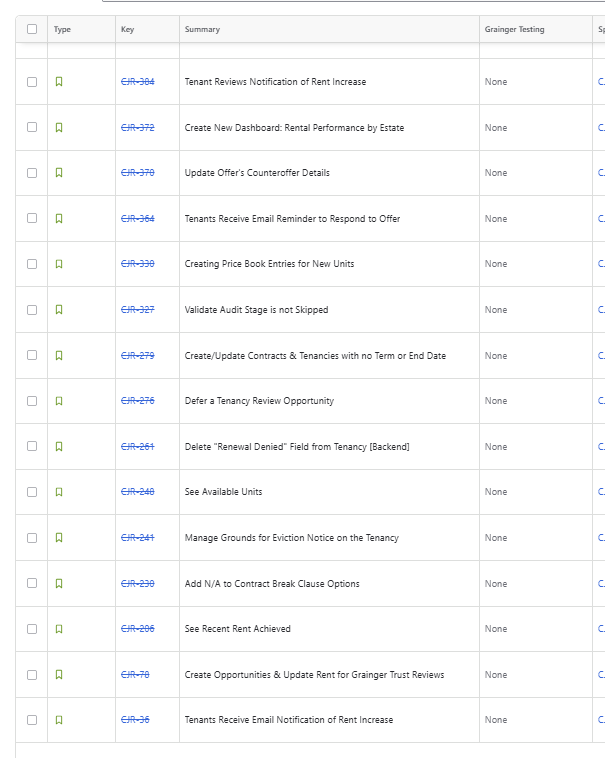 Type Key Summary Grainger Testing
CJR-384 Tenant Reviews Notification of Rent Increase None
CJR-372 Create New Dashboard: Rental Performance by Estate None
CJR-370 Update Offer's Counteroffer Details None
CJR-364 Tenants Receive Email Reminder to Respond to Offer None
Creating Price Book Entries for New Units None
CJR-327 Validate Audit Stage is not Skipped None
CJR-279 Create/Update Contracts & Tenancies with no Term or End Date None
CJR-276 Defer a Tenancy Review Opportunity None
CJR-261 Delete "Renewal Denied" Field from Tenancy [Backend] None
CJR-248 See Available Units None
CJR-241 Manage Grounds for Eviction Notice on the Tenancy None
Add N/A to Contract Break Clause Options None
CJR-206 See Recent Rent Achieved None
Create Opportunities & Update Rent for Grainger Trust Reviews None
CJR-36 Tenants Receive Email Notification of Rent Increase None